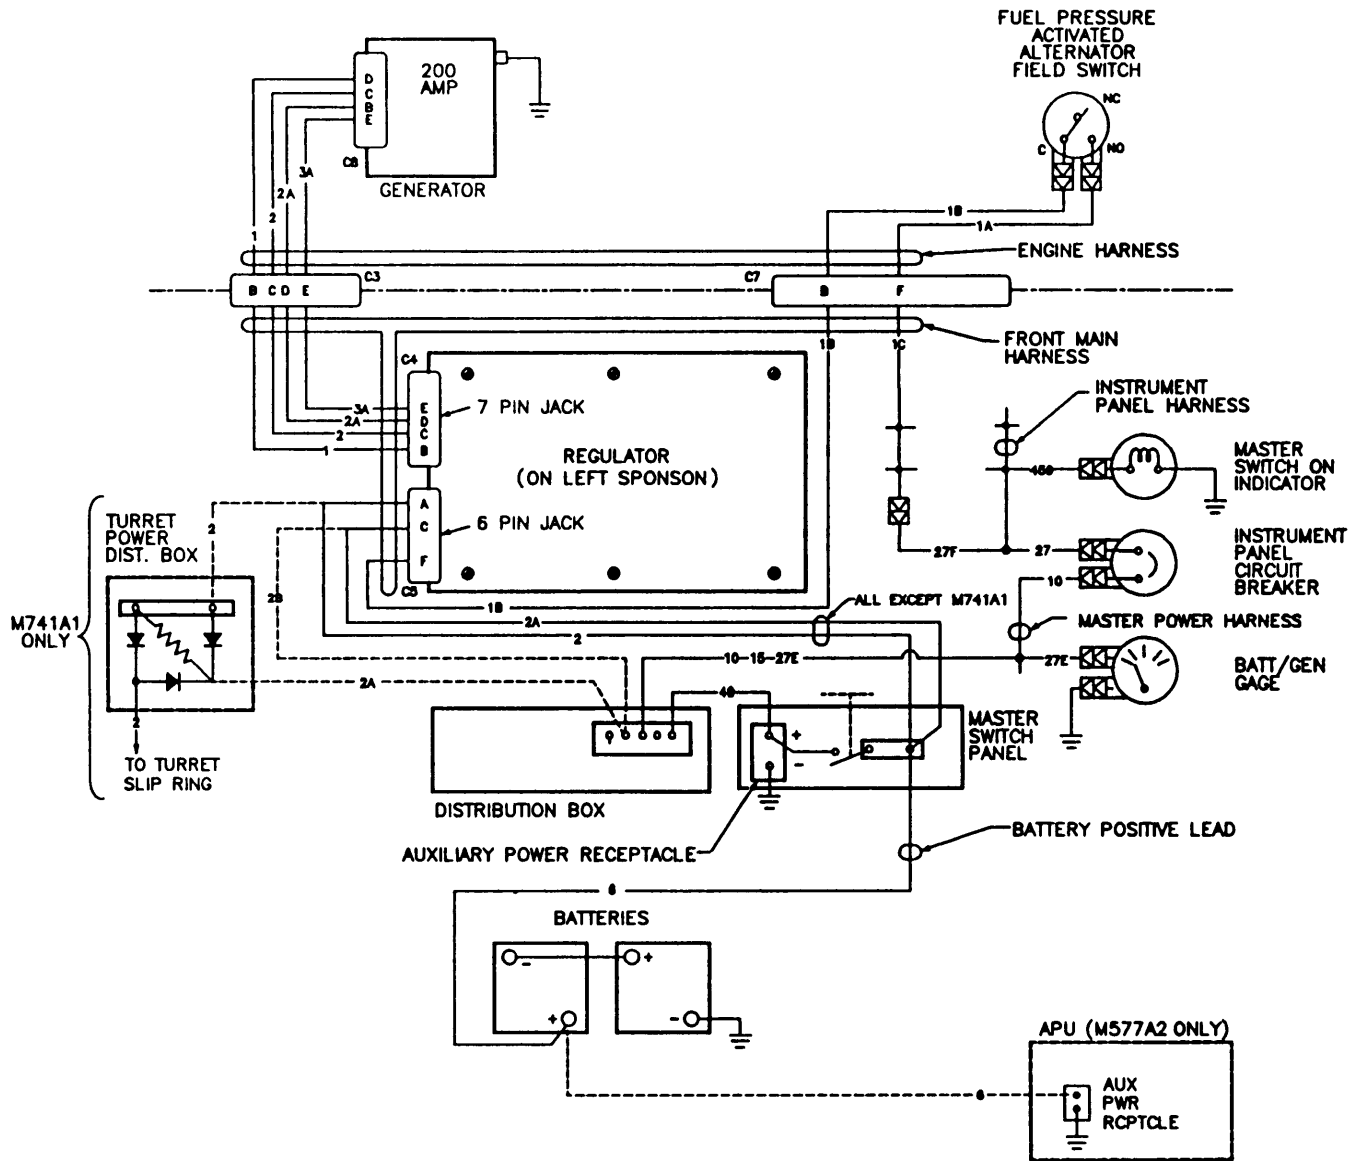 FUEL PRESSURE
ACTIVATED
ALTERNATOR
FIELD SWITCH
NC
C
NO
200
AMP
D
C
B
E
C8
GENERATOR
3A
2A
2
1
1B
1A
ENGINE HARNESS
C3
B C D E
C7
B F
FRONT MAIN
HARNESS
1B
1C
C4
E
D
C
B
7 PIN JACK
3A
2A
2
1
REGULATOR
(ON LEFT SPONSON)
A
C
F
6 PIN JACK
C5
INSTRUMENT
PANEL HARNESS
459
MASTER
SWITCH ON
INDICATOR
27F
27
10
INSTRUMENT
PANEL
CIRCUIT
BREAKER
M741A1
ONLY
TURRET
POWER
DIST. BOX
2
2B
1B
2A
2
ALL EXCEPT M741A1
MASTER POWER HARNESS
10-15-27E
27E
BATT/GEN
GAGE
2A
49
2
TO TURRET
SLIP RING
+
-
MASTER
SWITCH
PANEL
DISTRIBUTION BOX
AUXILIARY POWER RECEPTACLE
BATTERY POSITIVE LEAD
6
BATTERIES
-
+
+
-
APU (M577A2 ONLY)
6
AUX
PWR
RCPTCLE